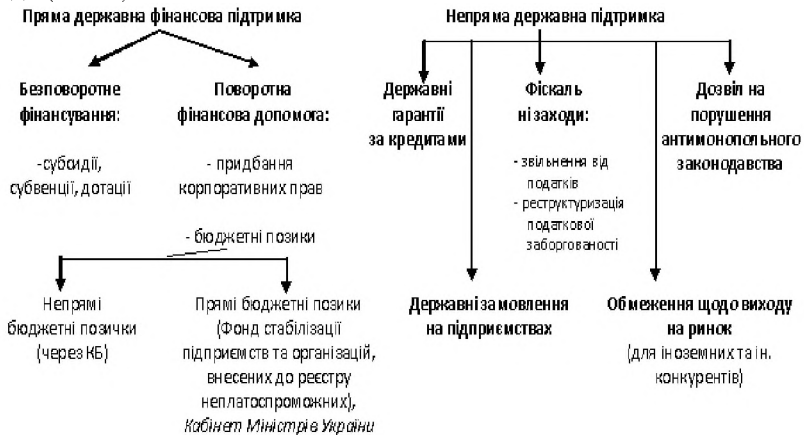 Пряма державна фінансова підтримка
Безповоротне
фінансування:
-субсидії,
субвенції, дотації
Поворотна
фінансова допомога:
- придбання
корпоративних прав
- бюджетні позики
Непрямі
бюджетні позички
(через КБ)
Прямі бюджетні позики
(Фонд стабілізації
підприємств та організацій,
внесених до реєстру
неплатоспроможних),
Кабінет Міністрів України
Непряма державна підтримка
Державні
гарантії
за кредитами
Фіскаль
ні заходи:
- звільнення від
податків
- реструктуризація
податкової
заборгованості
Дозвіл на
порушення
антимонопольного
законодавства
Державні замовлення
на підприємствах
Обмеження щодо виходу
на ринок
(для іноземних та ін.
конкурентів)